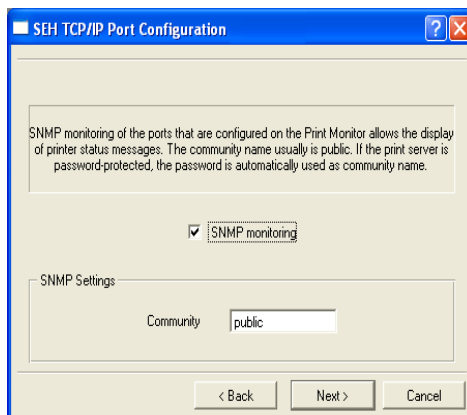 SEH TCP/IP Port Configuration
SNMP monitoring of the ports that are configured on the Print Monitor allows the display
of printer status messages. The community name usually is public. If the print server is
password-protected, the password is automatically used as community name.
SNMP monitoring
SNMP Settings
Community public
< Back Next > Cancel